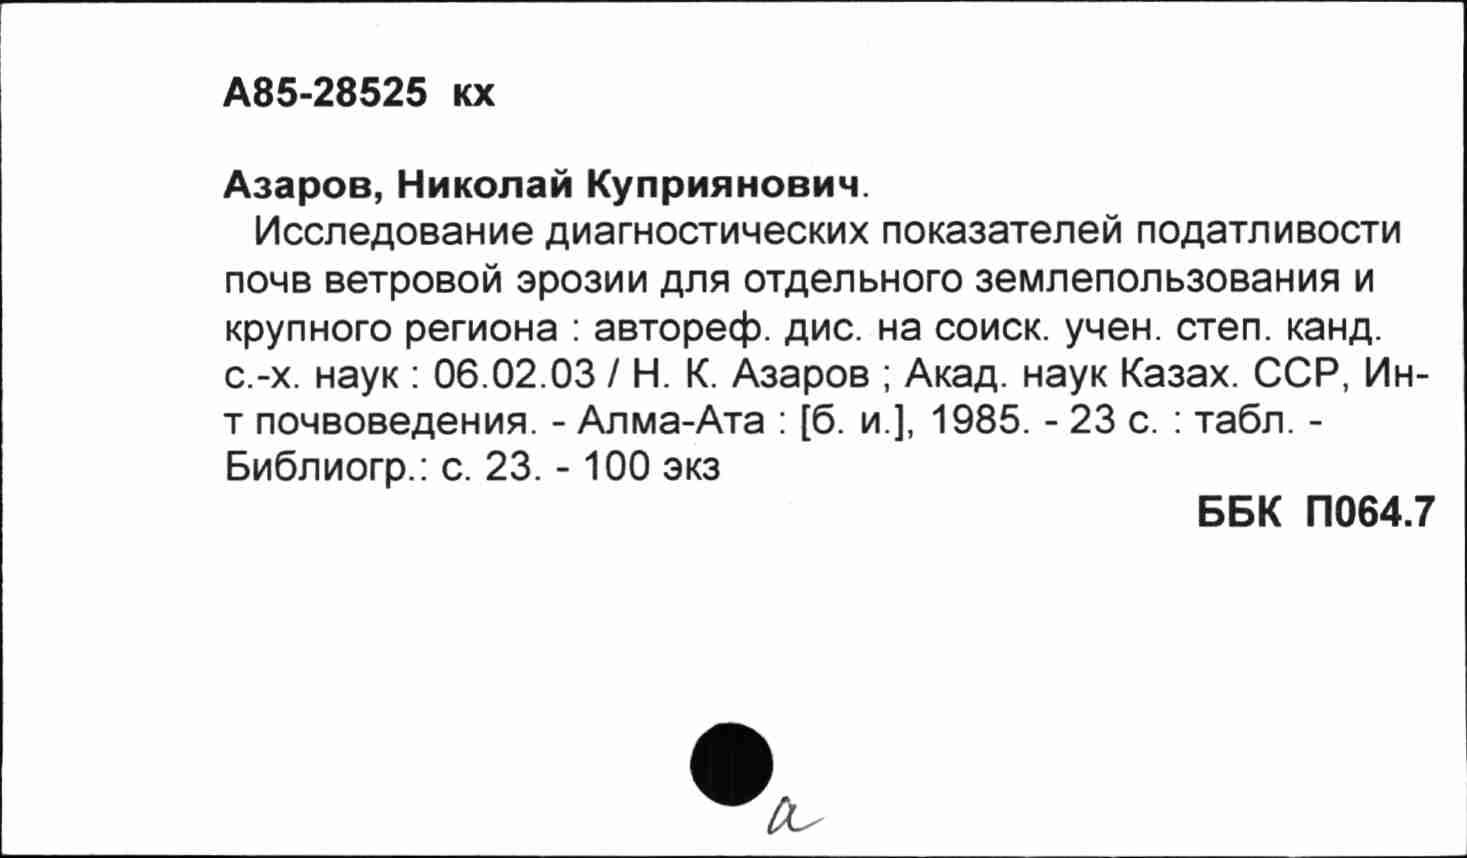 А85-28525 кх
Азаров, Николай Куприянович.
Исследование диагностических показателей податливости
почв ветровой эрозии для отдельного землепользования и
крупного региона : автореф. дис. на соиск. учен. степ. канд.
с.-х. наук : 06.02.03 / Н. К. Азаров ; Акад. наук Казах. ССР, Ин-
т почвоведения. - Алма-Ата : [б. и.], 1985. - 23 с. : табл. -
Библиогр.: с. 23. - 100 экз
ББК П064.7
а